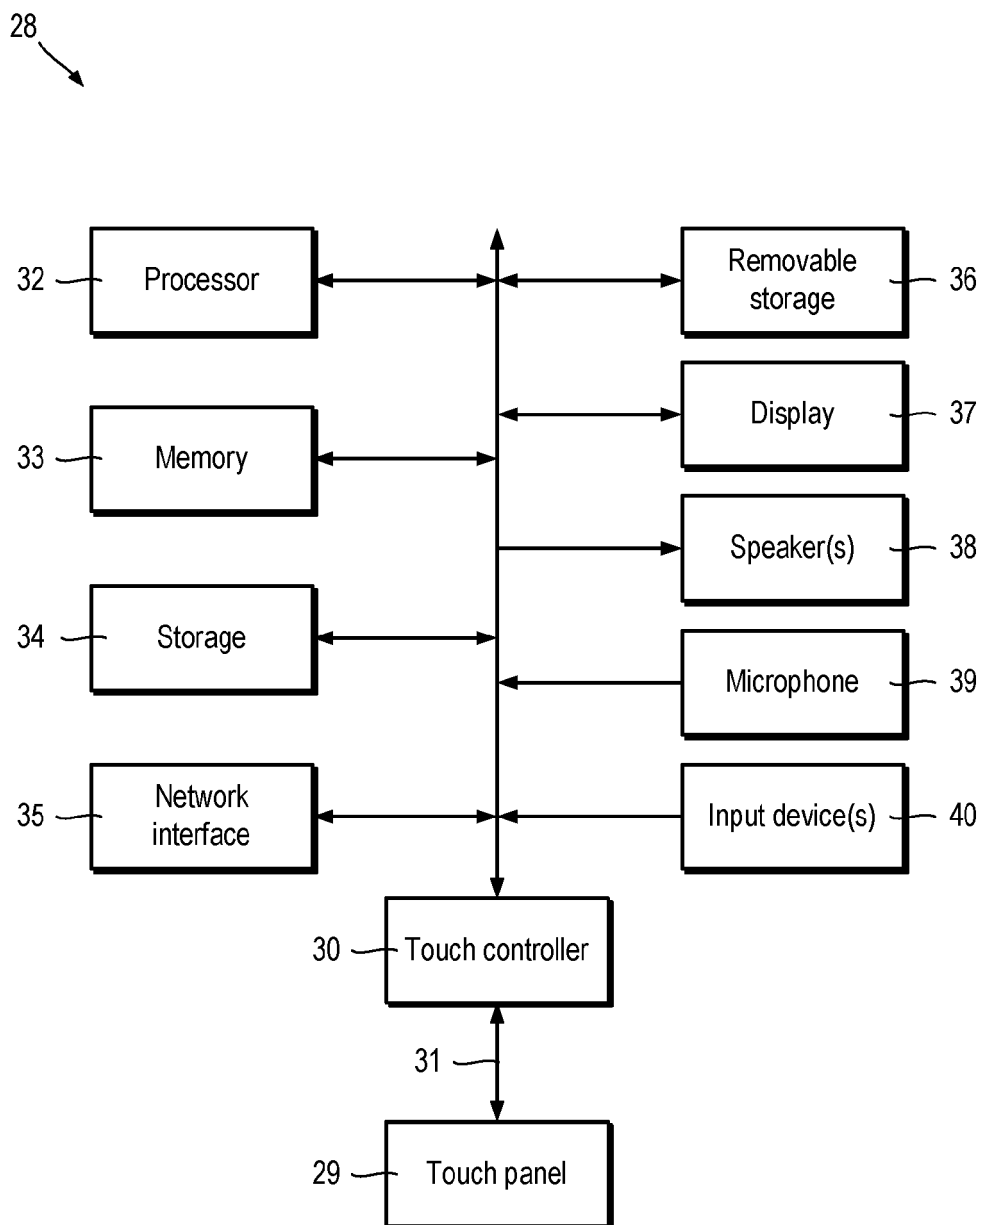 28
32
Processor
Removable
storage
36
Display
37
33
Memory
Speaker(s)
38
34
Storage
Microphone
39
35
Network
interface
Input device(s)
40
30
Touch controller
31
29
Touch panel